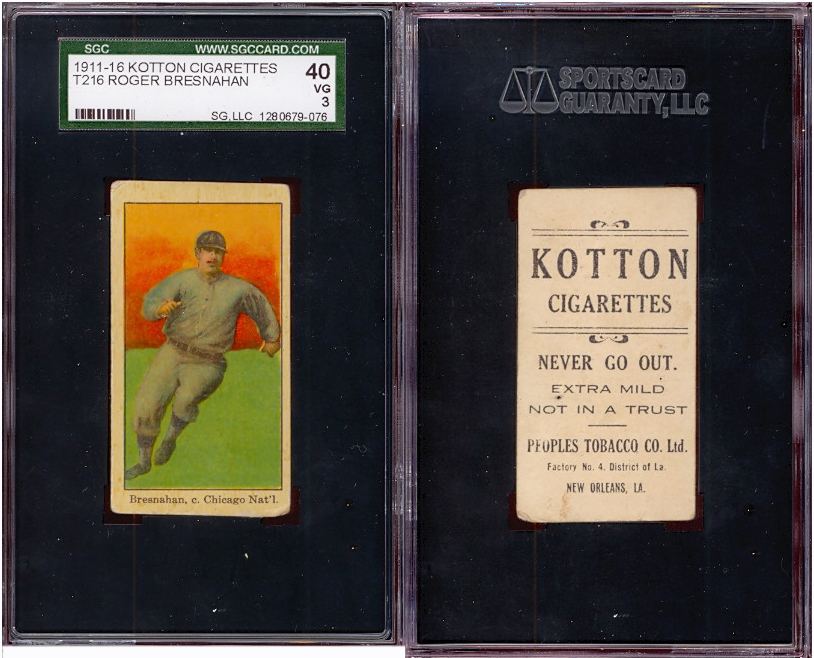 SGC WWW.SGCCARD.COM
1911-16 KOTTON CIGARETTES
T216 ROGER BRESNAHAN
40
VG
3
SG, LLC 1280679-076
Bresnahan, c. Chicago Nat'l.
SPORTSCARD
GUARANTY, LLC
KOTTON
CIGARETTES
NEVER GO OUT.
EXTRA MILD
NOT IN A TRUST
PEOPLES TOBACCO CO. Ltd.
Factory No. 4. District of La.
NEW ORLEANS, LA.